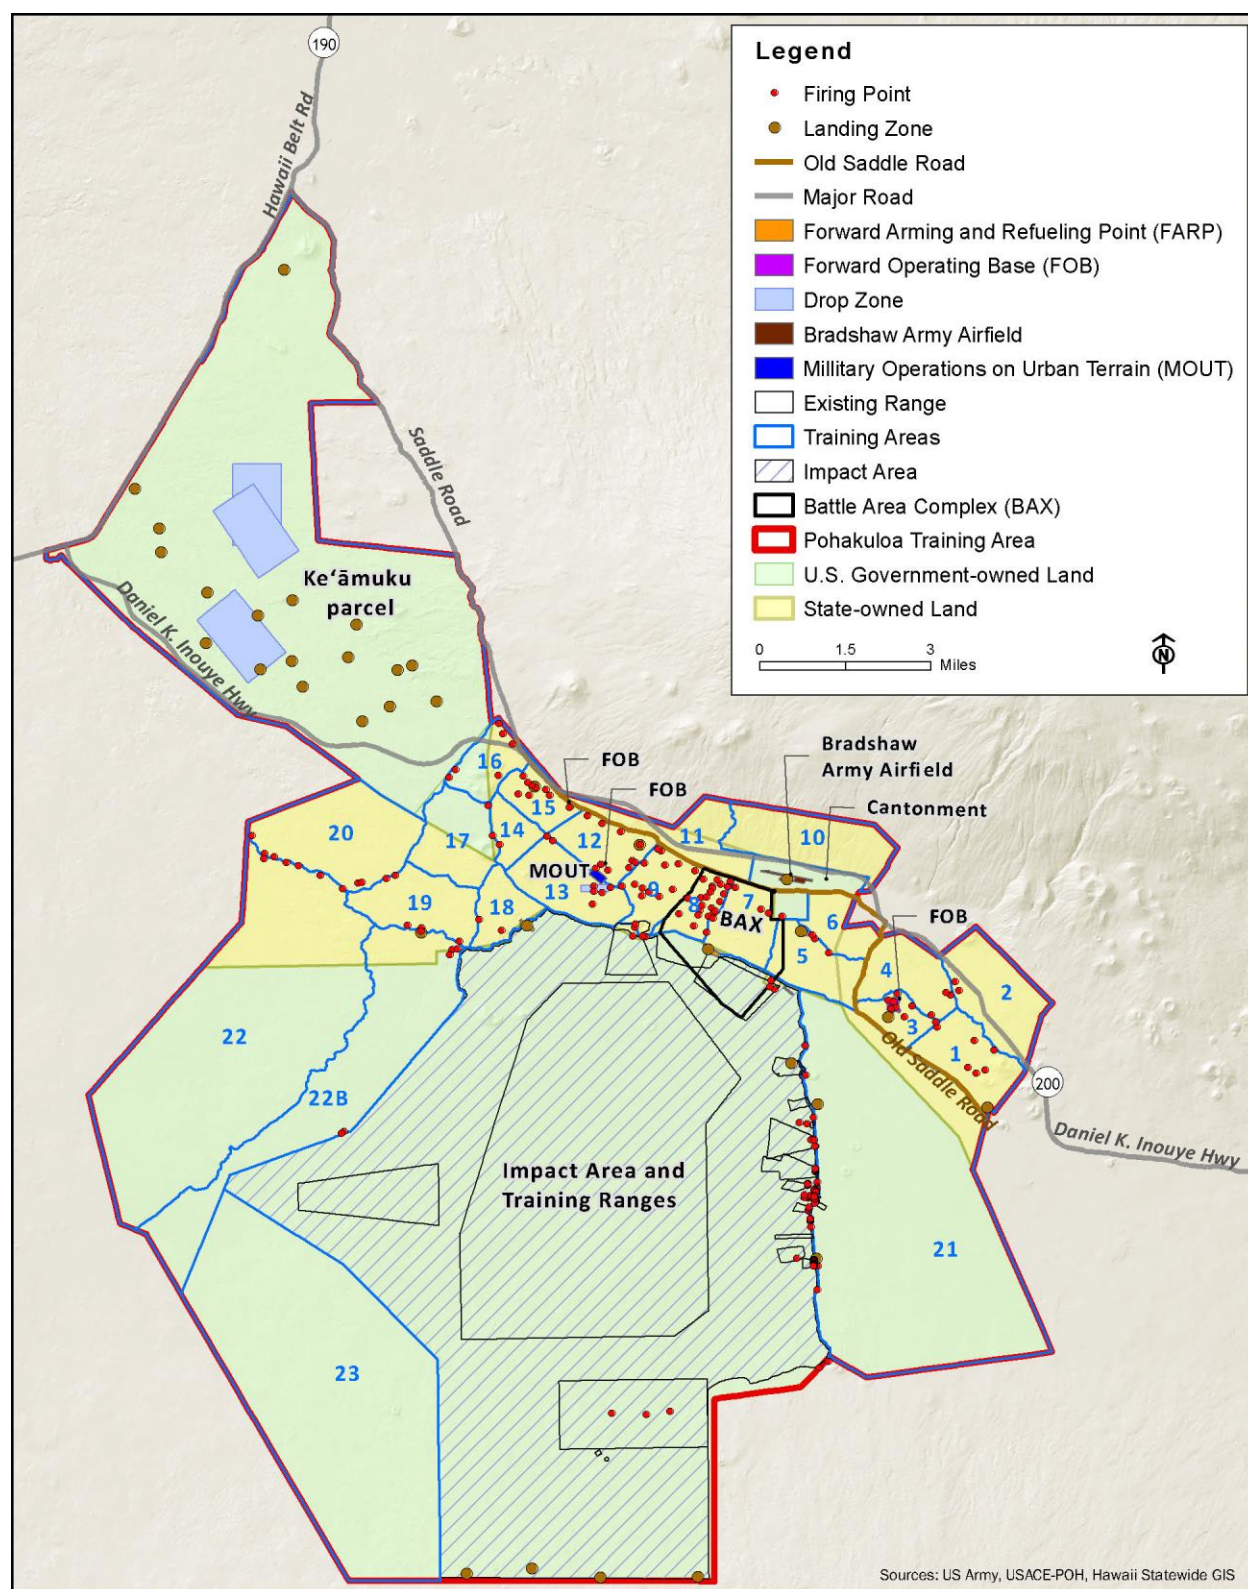 190
Hawaii Belt Rd
Legend
Firing Point
Landing Zone
Old Saddle Road
Major Road
Forward Arming and Refueling Point (FARP)
Forward Operating Base (FOB)
Drop Zone
Bradshaw Army Airfield
Millitary Operations on Urban Terrain (MOUT)
Existing Range
Training Areas
Impact Area
Battle Area Complex (BAX)
Pohakuloa Training Area
U.S. Government-owned Land
State-owned Land
0 1.5 3
Miles
N
Saddle Road
Ke‘āmuku
parcel
Daniel K. Inouye Hwy
FOB
FOB
Bradshaw
Army Airfield
Cantonment
16
15
20
17
14
12
11
10
MOUT
13
9
8
7
BAX
19
18
6
5
FOB
4
2
3
1
Old Saddle Road
22
22B
200
Daniel K. Inouye Hwy
Impact Area and
Training Ranges
21
23
Sources: US Army, USACE-POH, Hawaii Statewide GIS